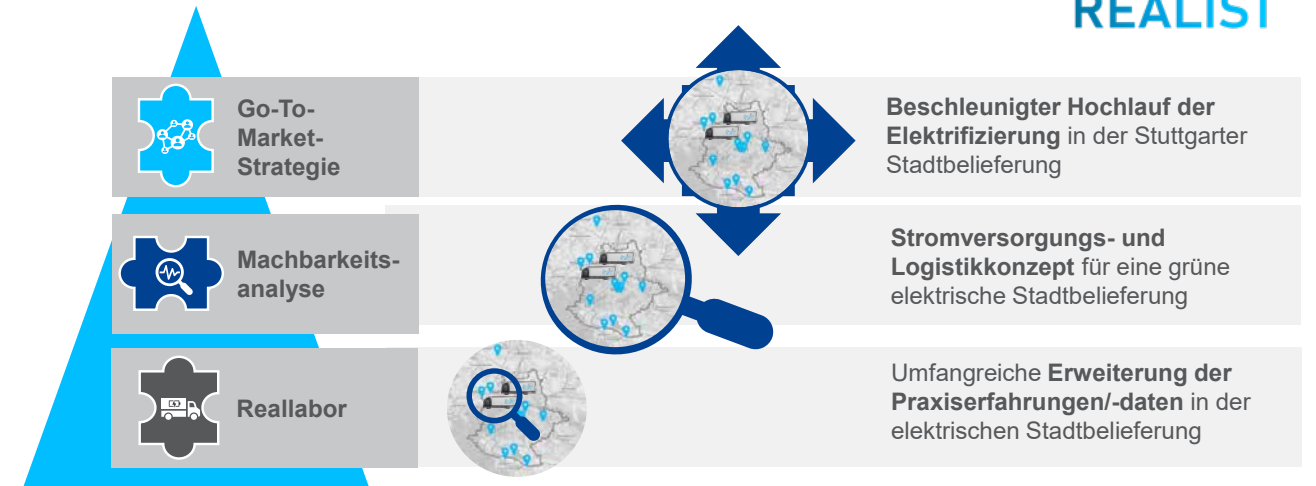 REALIST
Go-To-
Market-
Strategie
Beschleunigter Hochlauf der
Elektrifizierung in der Stuttgarter
Stadtbelieferung
Machbarkeits-
analyse
Stromversorgungs- und
Logistikkonzept für eine grüne
elektrische Stadtbelieferung
Reallabor
Umfangreiche Erweiterung der
Praxiserfahrungen/-daten in der
elektrischen Stadtbelieferung